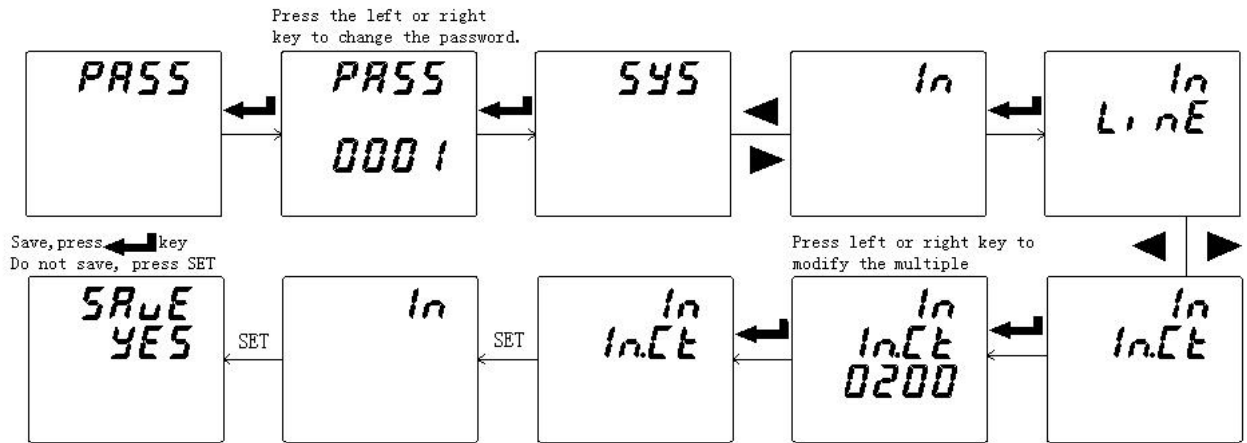 Press the left or right
key to change the password.
PASS
PASS
0001
SYS
In
In
LinE
Save,press key
Do not save, press SET
Press left or right key to
modify the multiple
SAvE
YES
SET
In
SET
In
In.Ct
In
In.Ct
0200
In
In.Ct